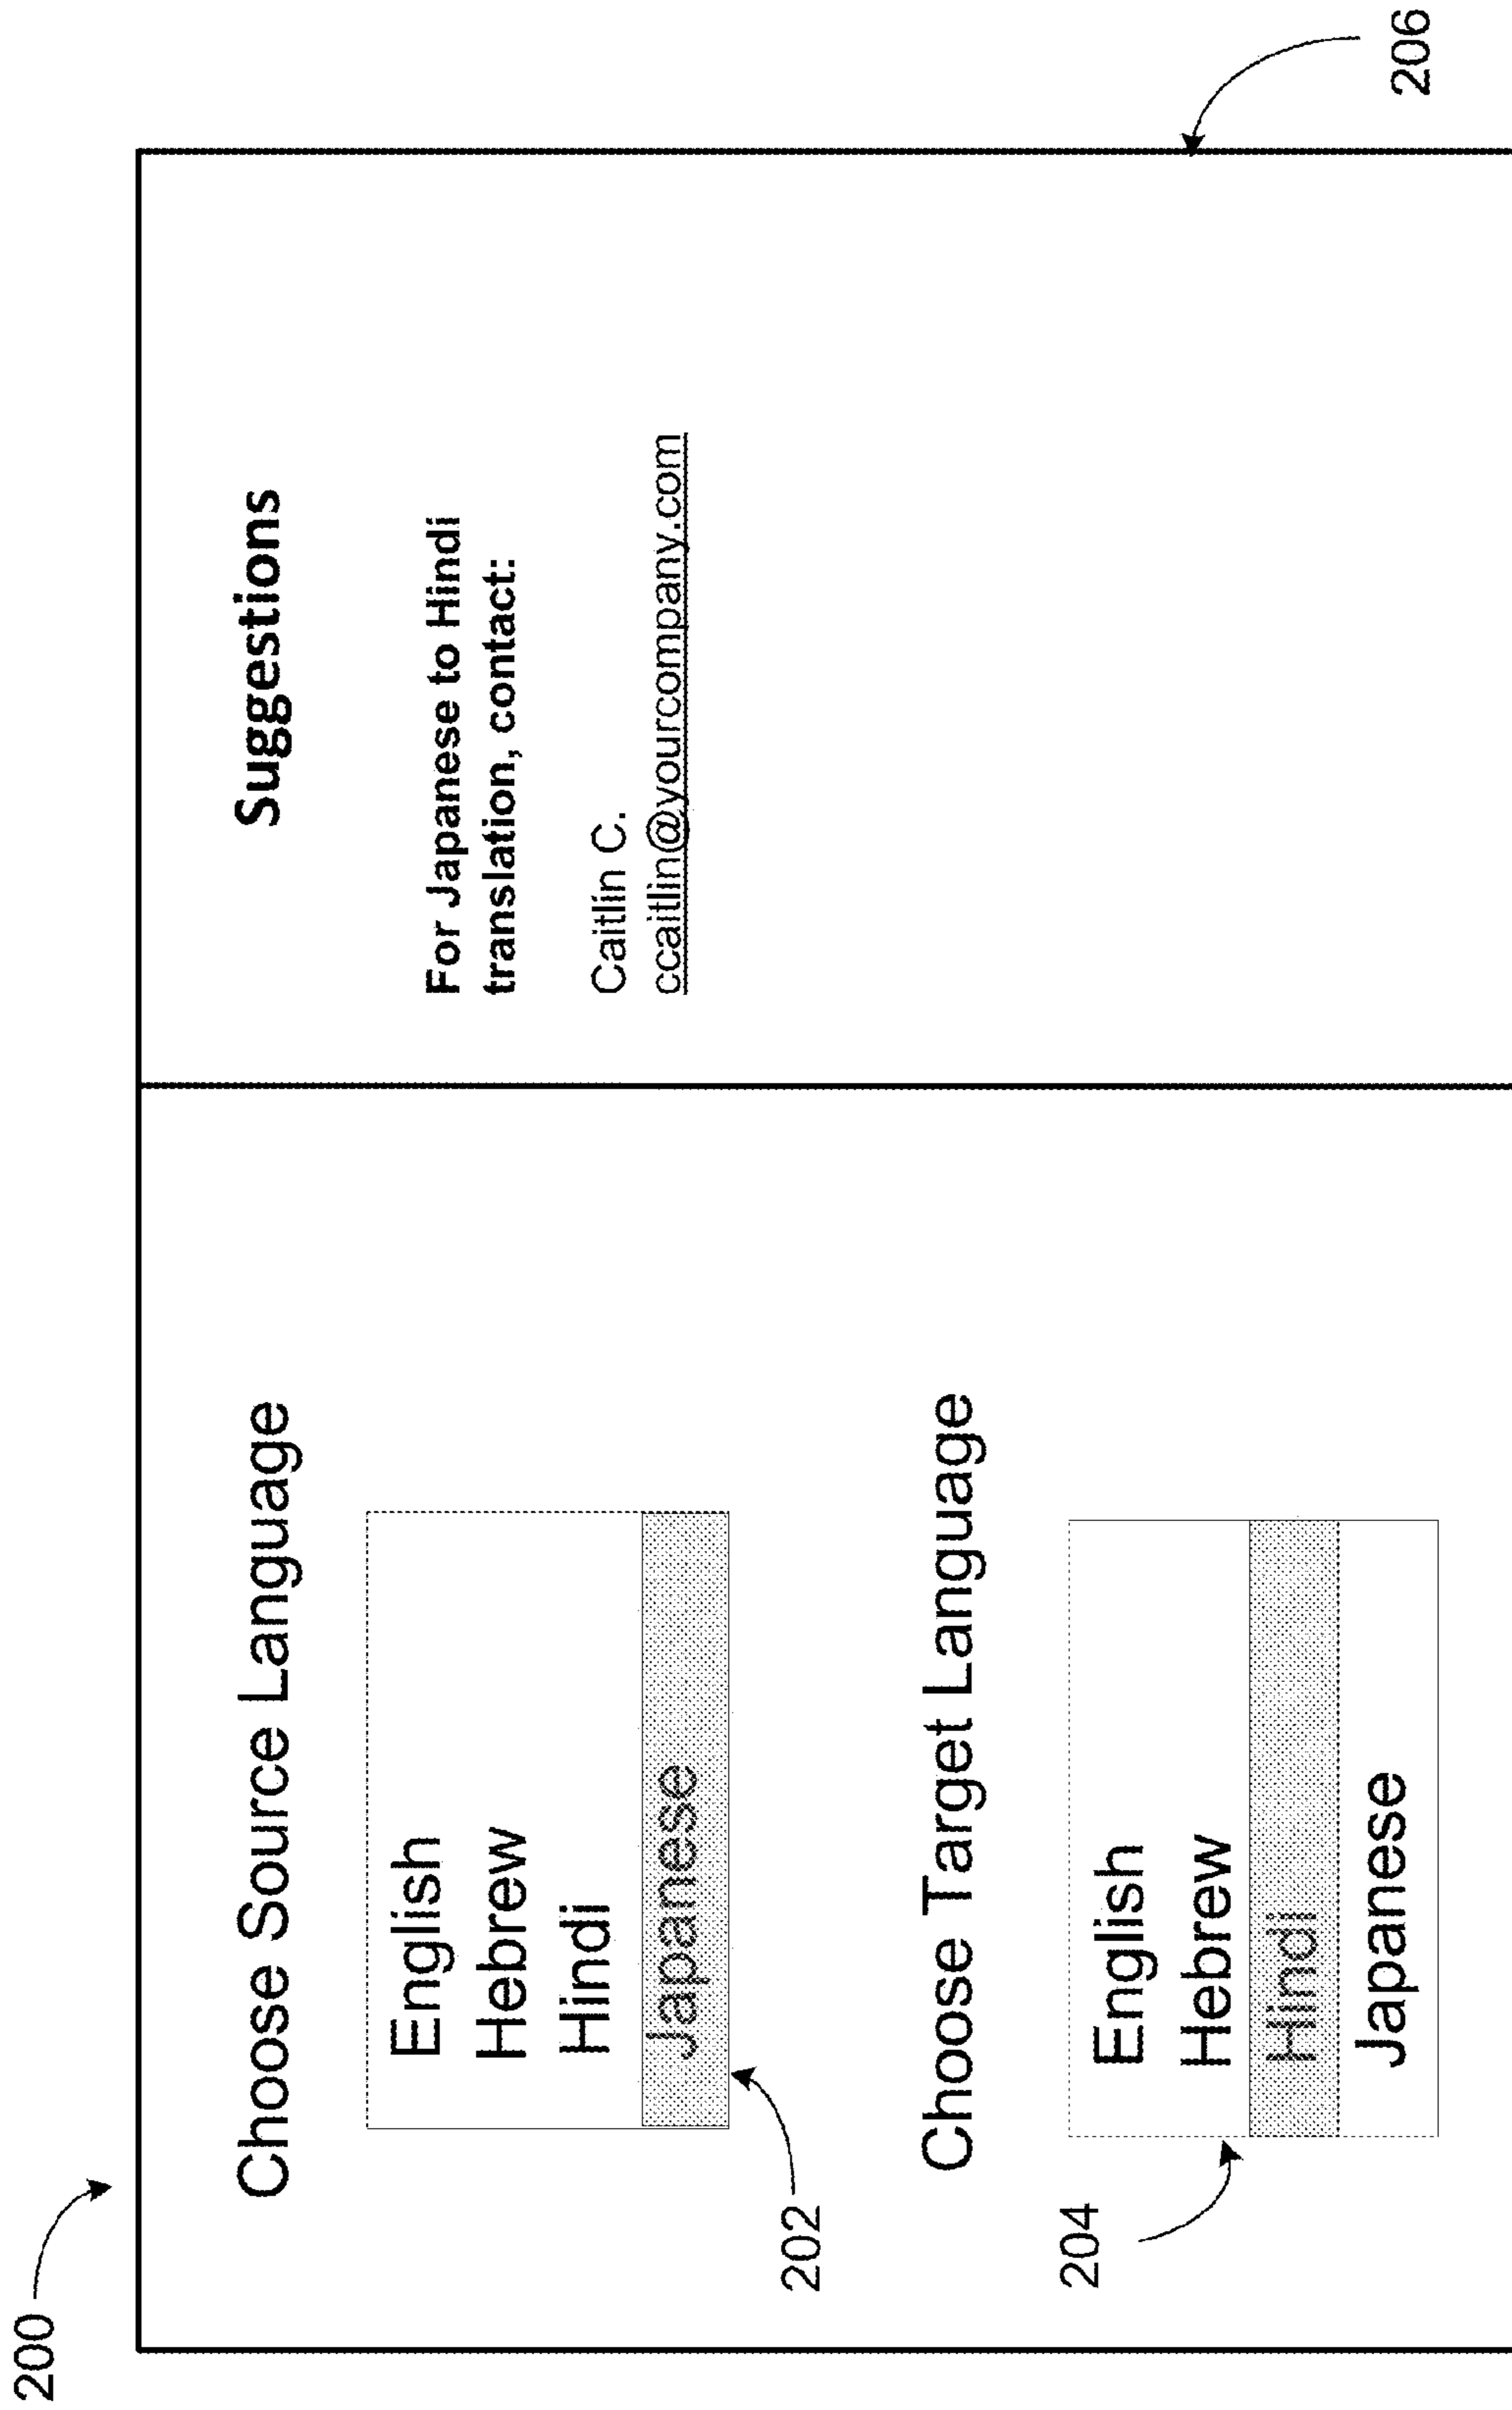 200
Choose Source Language
English
Hebrew
Hindi
Japanese
202
Choose Target Language
204
English
Hebrew
Hindi
Japanese
Suggestions
For Japanese to Hindi
translation, contact:
Caitlin C.
ccaitlin@yourcompany.com
206